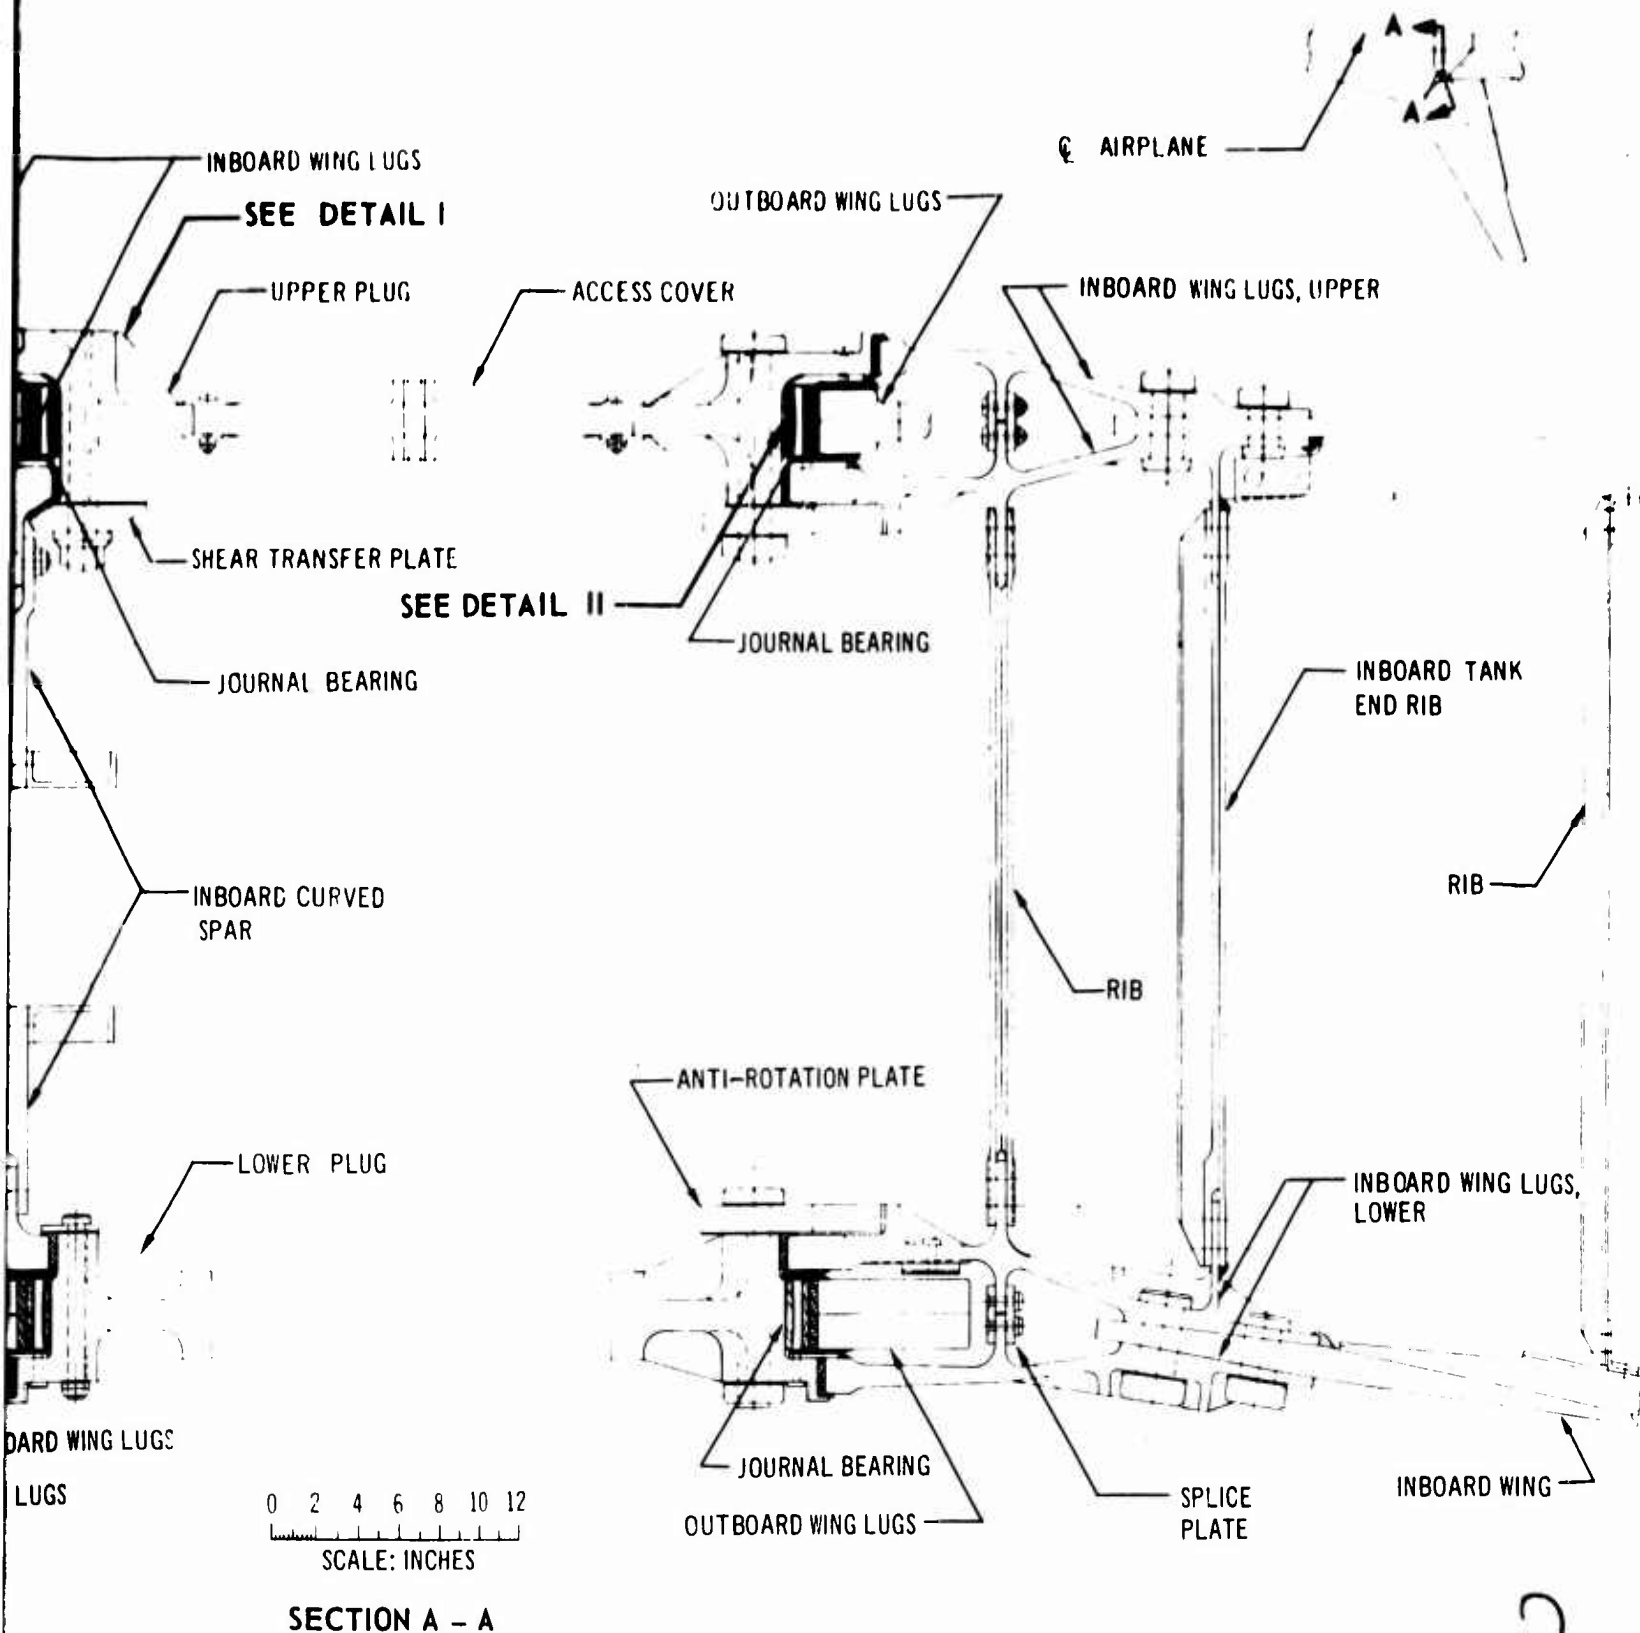 A
A
℄ AIRPLANE
INBOARD WING LUGS
SEE DETAIL I
OUTBOARD WING LUGS
UPPER PLUG
ACCESS COVER
INBOARD WING LUGS, UPPER
SHEAR TRANSFER PLATE
SEE DETAIL II
JOURNAL BEARING
JOURNAL BEARING
INBOARD TANK
END RIB
INBOARD CURVED
SPAR
RIB
RIB
ANTI-ROTATION PLATE
LOWER PLUG
INBOARD WING LUGS,
LOWER
OARD WING LUGS
LUGS
JOURNAL BEARING
OUTBOARD WING LUGS
SPLICE
PLATE
INBOARD WING
0 2 4 6 8 10 12
SCALE: INCHES
SECTION A - A